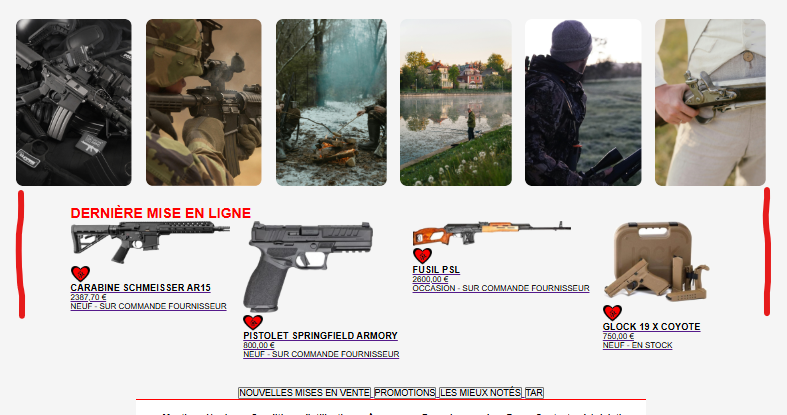 DERNIÈRE MISE EN LIGNE
CARABINE SCHMEISSER AR15
2387,70 €
NEUF - SUR COMMANDE FOURNISSEUR
PISTOLET SPRINGFIELD ARMORY
800,00 €
NEUF - SUR COMMANDE FOURNISSEUR
FUSIL PSL
2600,00 €
OCCASION - SUR COMMANDE FOURNISSEUR
GLOCK 19 X COYOTE
750,00 €
NEUF - EN STOCK
NOUVELLES MISES EN VENTE PROMOTIONS LES MIEUX NOTÉS TAR